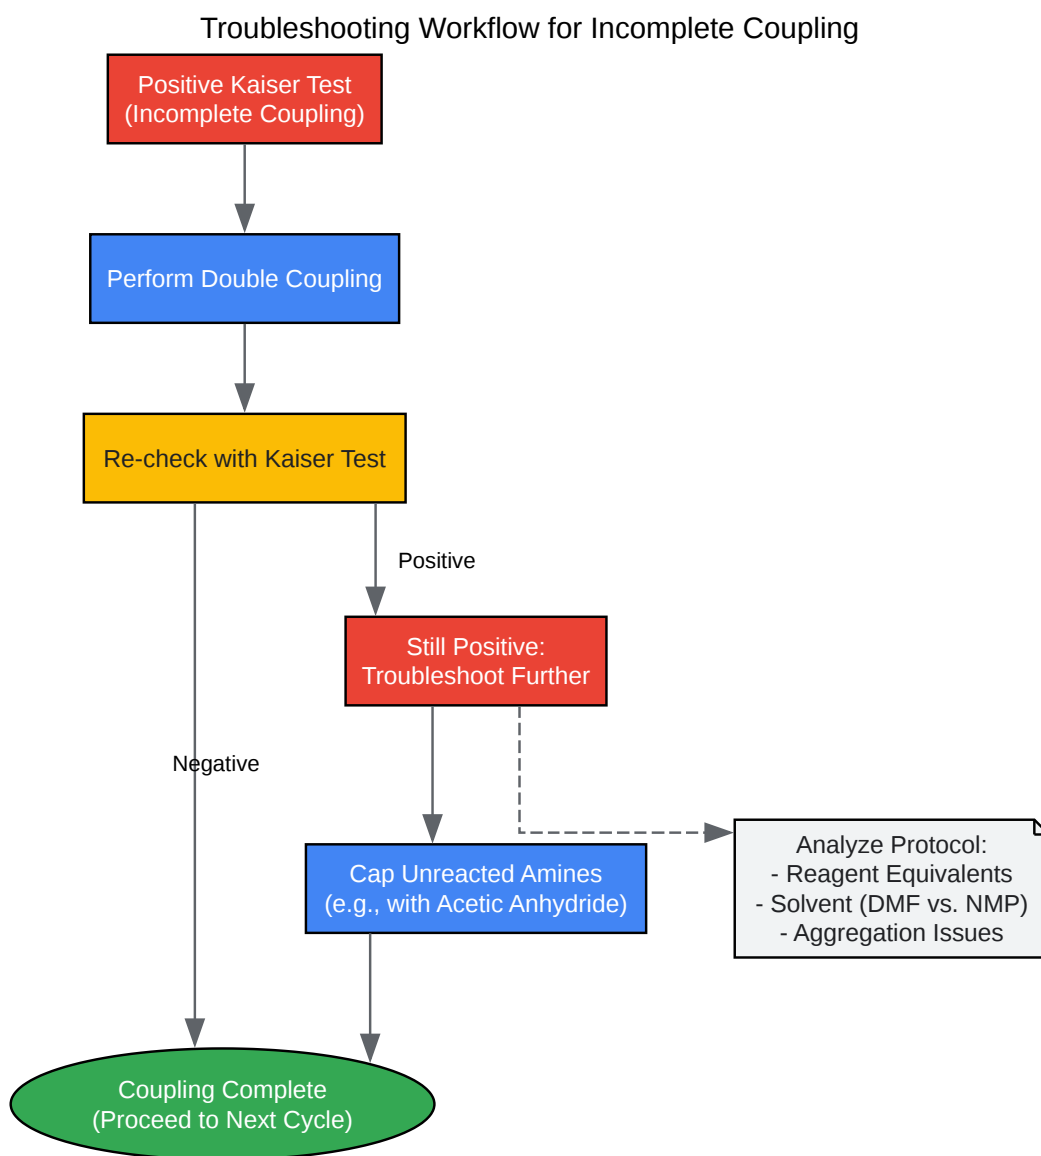 Troubleshooting Workflow for Incomplete Coupling
Positive Kaiser Test
(Incomplete Coupling)
Perform Double Coupling
Re-check with Kaiser Test
Positive
Still Positive:
Troubleshoot Further
Negative
Cap Unreacted Amines
(e.g., with Acetic Anhydride)
Analyze Protocol:
- Reagent Equivalents
- Solvent (DMF vs. NMP)
- Aggregation Issues
Coupling Complete
(Proceed to Next Cycle)